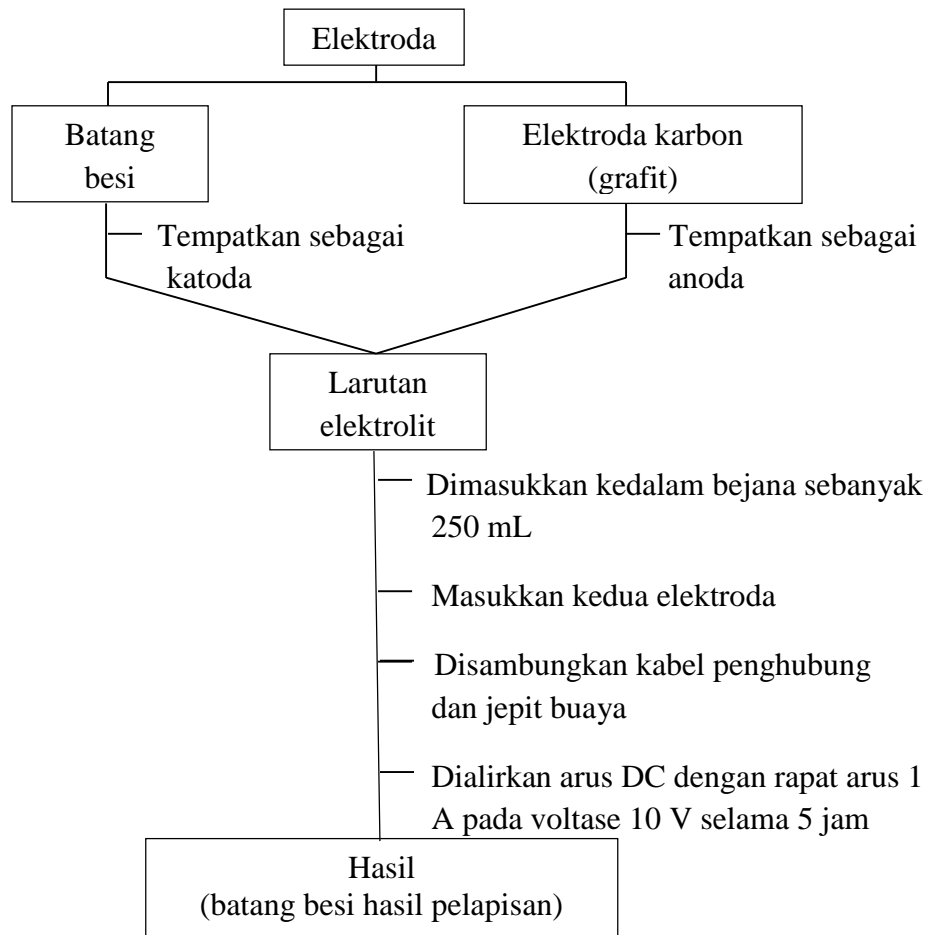 Elektroda
Batang
besi
Elektroda karbon
(grafit)
Tempatkan sebagai
katoda
Tempatkan sebagai
anoda
Larutan
elektrolit
Dimasukkan kedalam bejana sebanyak
250 mL
Masukkan kedua elektroda
Disambungkan kabel penghubung
dan jepit buaya
Dialirkan arus DC dengan rapat arus 1
A pada voltase 10 V selama 5 jam
Hasil
(batang besi hasil pelapisan)